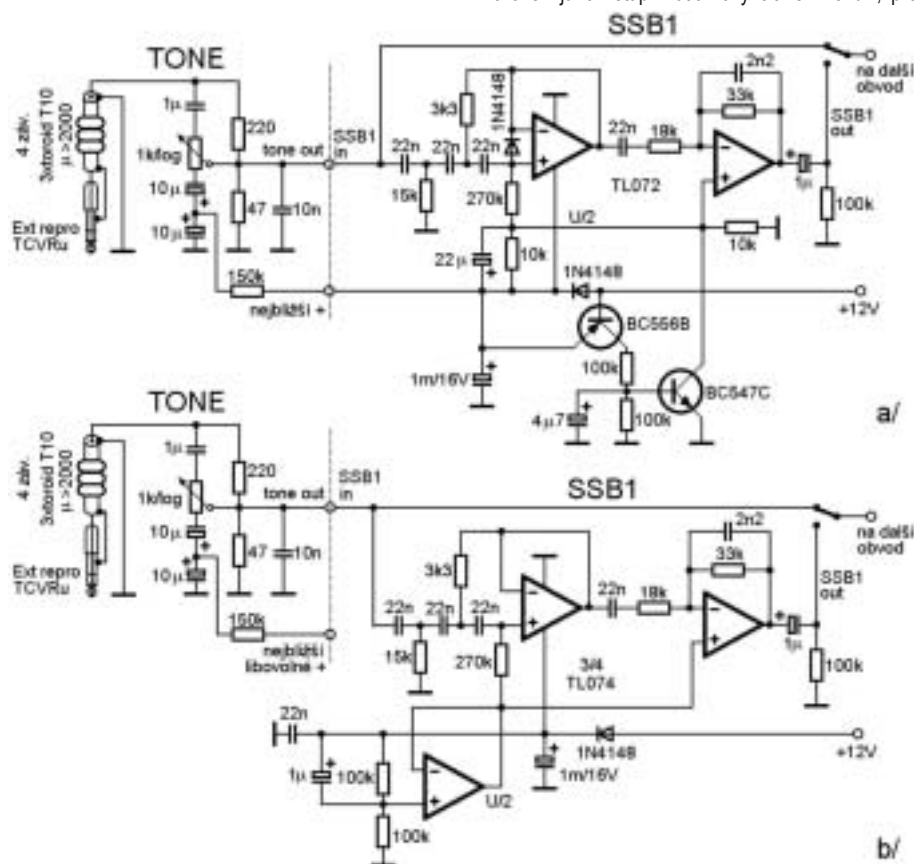 SSB1
TONE
4 záv.
3xtoroid T10
μ >2000
Ext repro
TCVRu
1μ
1k/log
10μ
10μ
220
47
10n
150k
tone out
SSB1
in
nejbližší +
22n
22n
22n
15k
3k3
1N4148
270k
22μ
10k
U/2
TL072
22n
18k
2n2
33k
1μ
100k
10k
SSB1
out
na další
obvod
1N4148
+12V
BC556B
1m/16V
100k
100k
4μ7
BC547C
a/
TONE
4 záv.
3xtoroid T10
μ >2000
Ext repro
TCVRu
1μ
1k/log
10μ
10μ
220
47
10n
150k
tone out
SSB1
in
nejbližší
libovolné +
SSB1
22n
22n
22n
15k
3k3
270k
3/4
TL074
22n
18k
2n2
33k
1μ
100k
SSB1
out
na další
obvod
22n
1μ
100k
100k
U/2
1m/16V
1N4148
+12V
b/